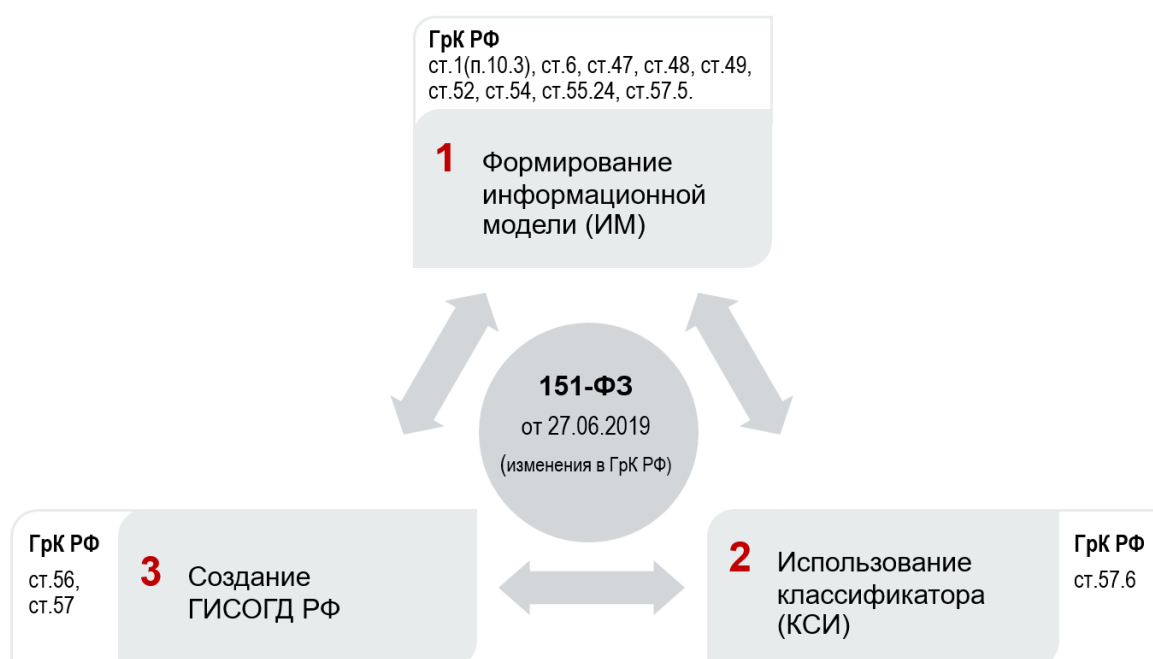 ГрК РФ
ст.1(п.10.3), ст.6, ст.47, ст.48, ст.49,
ст.52, ст.54, ст.55.24, ст.57.5.
1 Формирование
информационной
модели (ИМ)
151-ФЗ
от 27.06.2019
(изменения в ГрК РФ)
ГрК РФ
ст.56,
ст.57
3 Создание
ГИСОГД РФ
2 Использование
классификатора
(КСИ)
ГрК РФ
ст.57.6